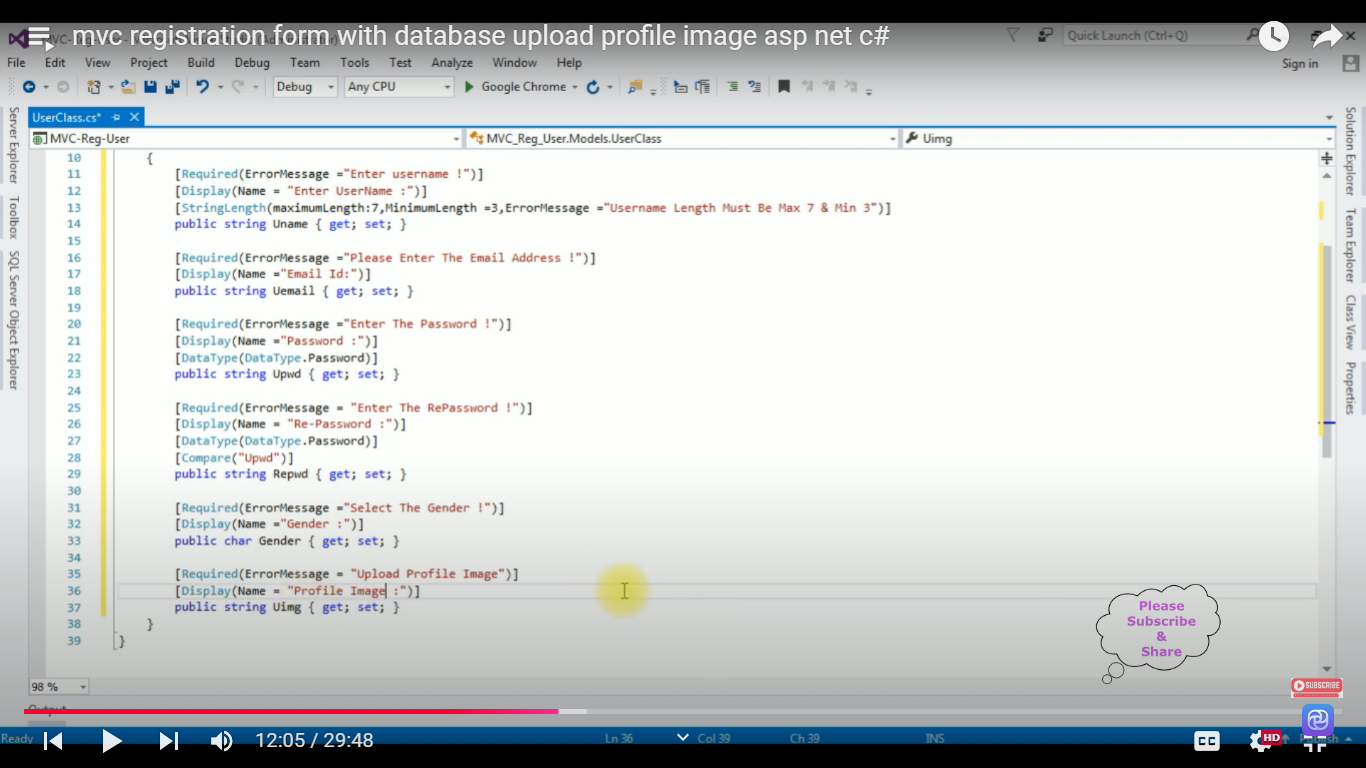 mvc registration form with database upload profile image asp net c#
Quick Launch (Ctrl+Q)
File Edit View Project Build Debug Team Tools Test Analyze Window Help
Sign in
Debug Any CPU Google Chrome
UserClass.cs*
MVC-Reg-User MVC_Reg_User.Models.UserClass Uimg
Server Explorer
Toolbox
SQL Server Object Explorer
Solution Explorer
Team Explorer
Class View
Properties
10 {
11 [Required(ErrorMessage ="Enter username !")]
12 [Display(Name = "Enter UserName :")]
13 [StringLength(maximumLength:7,MinimumLength =3,ErrorMessage ="Username Length Must Be Max 7 & Min 3")]
14 public string Uname { get; set; }
15
16 [Required(ErrorMessage ="Please Enter The Email Address !")]
17 [Display(Name ="Email Id:")]
18 public string Uemail { get; set; }
19
20 [Required(ErrorMessage ="Enter The Password !")]
21 [Display(Name ="Password :")]
22 [DataType(DataType.Password)]
23 public string Upwd { get; set; }
24
25 [Required(ErrorMessage = "Enter The RePassword !")]
26 [Display(Name = "Re-Password :")]
27 [DataType(DataType.Password)]
28 [Compare("Upwd")]
29 public string Repwd { get; set; }
30
31 [Required(ErrorMessage ="Select The Gender !")]
32 [Display(Name ="Gender :")]
33 public char Gender { get; set; }
34
35 [Required(ErrorMessage = "Upload Profile Image")]
36 [Display(Name = "Profile Image :")]
37 public string Uimg { get; set; }
38 }
39 }
Please
Subscribe
&
Share
98 %
SUBSCRIBE
Output
Ready
12:05 / 29:48
Ln 36 Col 39 Ch 39 INS
CC
HD